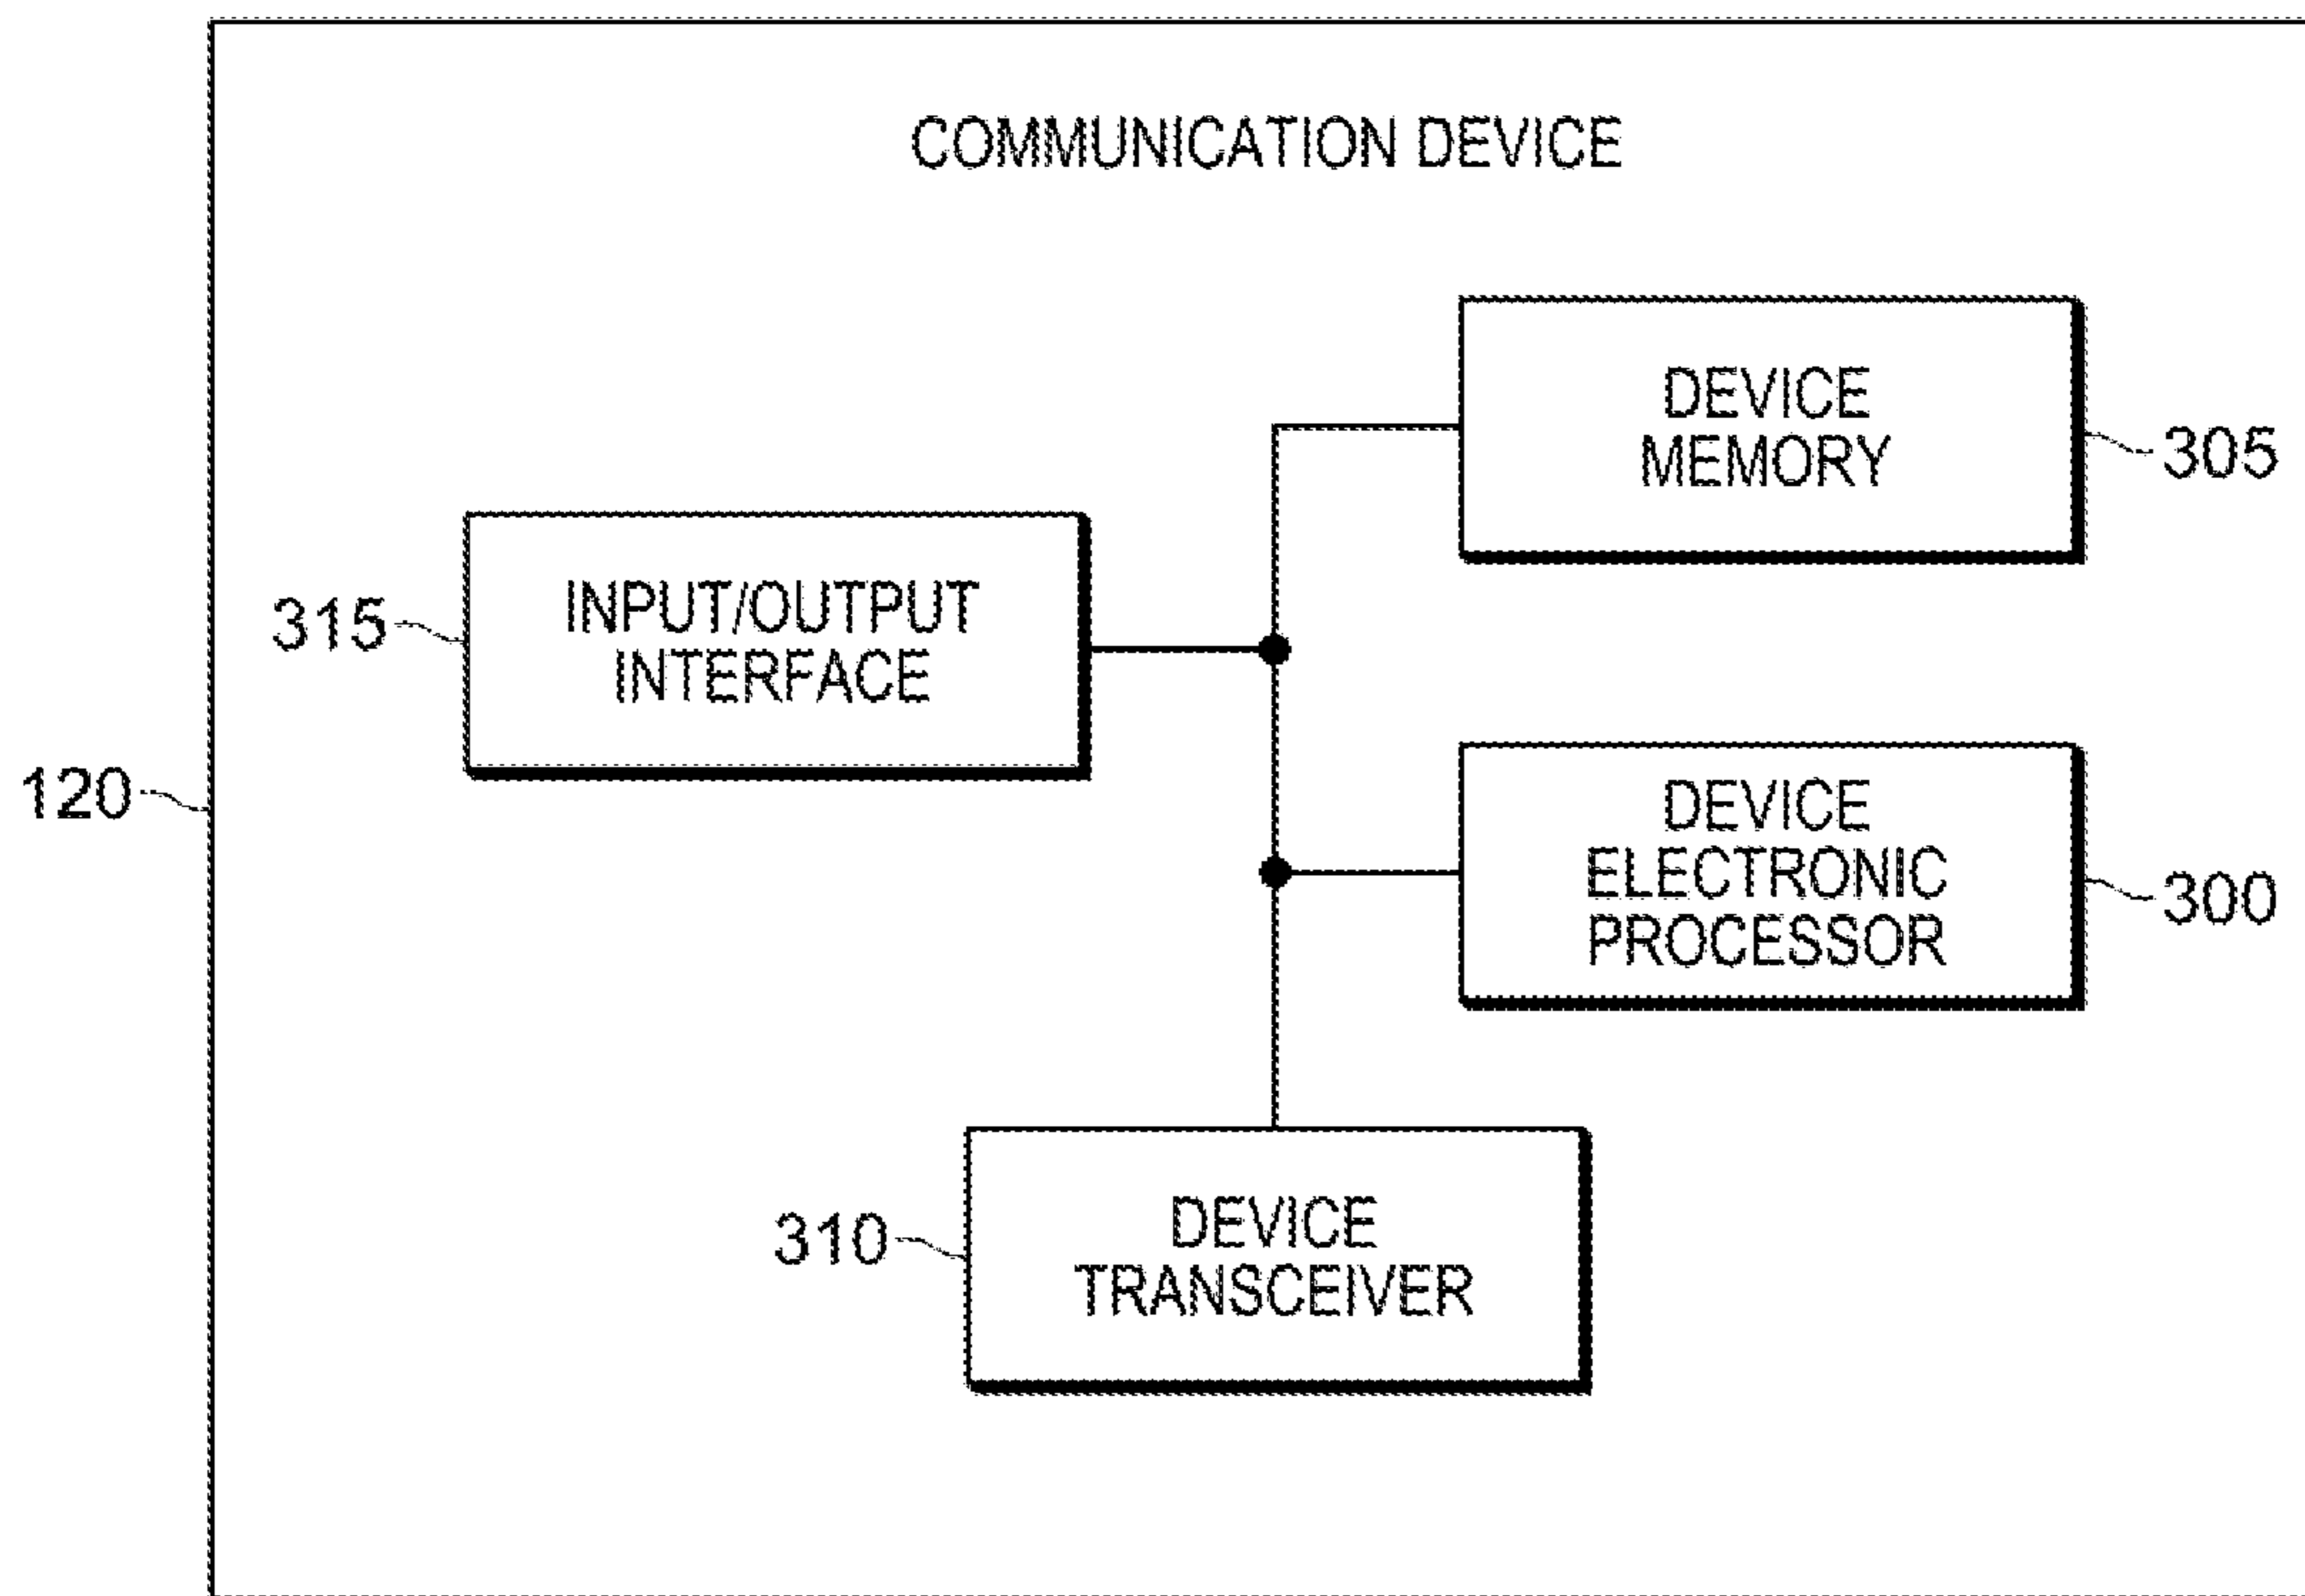 COMMUNICATION DEVICE
DEVICE
MEMORY
305
315
INPUT/OUTPUT
INTERFACE
120
DEVICE
ELECTRONIC
PROCESSOR
300
310
DEVICE
TRANSCEIVER